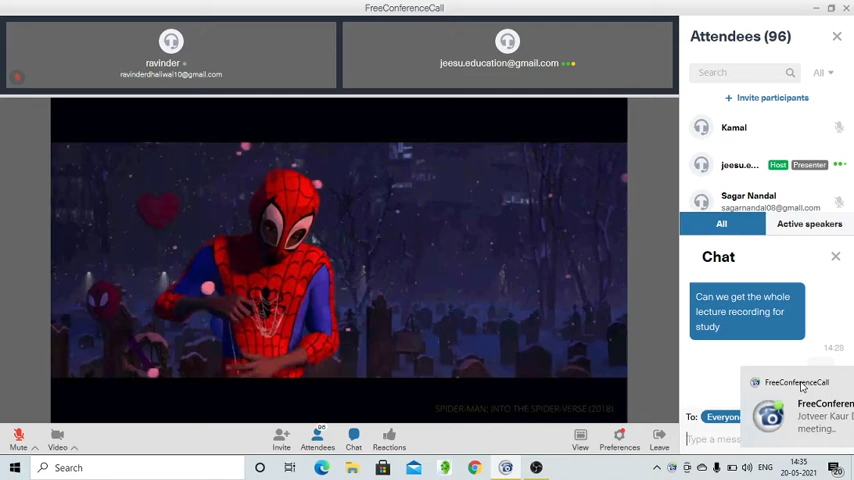 FreeConferenceCall
ravinder
ravinderdhaliwal10@gmail.com
jeesu.education@gmail.com
Attendees (96)
Search
All
+ Invite participants
Kamal
jeesu.e... Host Presenter
Sagar Nandal
sagarnandal08@gmail.com
All
Active speakers
Chat
Can we get the whole
lecture recording for
study
14:28
FreeConferenceCall
FreeConferen
Jotveer Kaur D
meeting..
To: Everyone
Type a mess
SPIDER-MAN: INTO THE SPIDER-VERSE (2018)
96
Mute
Video
Invite
Attendees
Chat
Reactions
View
Preferences
Leave
Search
ENG
14:35
20-05-2021
20